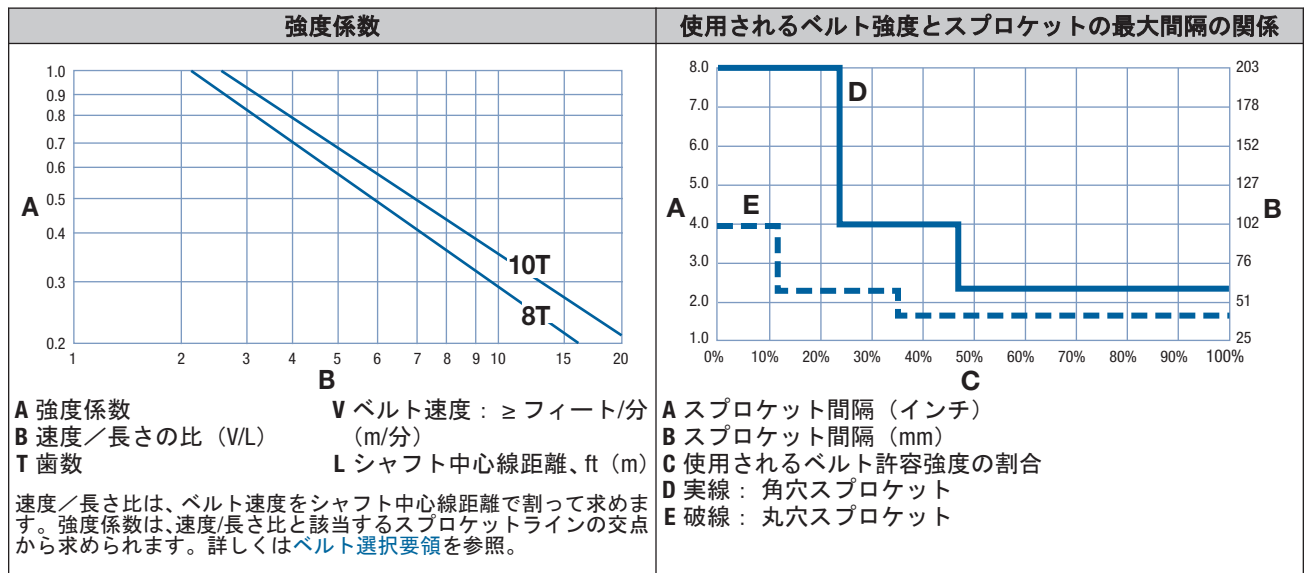 強度係数
1.0
0.9
0.8
0.7
0.6
0.5
0.4
0.3
0.2
A
10T
8T
1 2 3 4 5 6 7 8 9 10 15 20
B
A 強度係数
B 速度／長さの比（V/L）
T 歯数
V ベルト速度： ≥ フィート/分
（m/分）
L シャフト中心線距離、ft（m）
速度／長さ比は、ベルト速度をシャフト中心線距離で割って求めま
す。強度係数は、速度/長さ比と該当するスプロケットラインの交点
から求められます。詳しくはベルト選択要領を参照。
使用されるベルト強度とスプロケットの最大間隔の関係
8.0
7.0
6.0
5.0
4.0
3.0
2.0
1.0
A
D
E
203
178
152
127
102
76
51
25
B
0% 10% 20% 30% 40% 50% 60% 70% 80% 90% 100%
C
A スプロケット間隔（インチ）
B スプロケット間隔（mm）
C 使用されるベルト許容強度の割合
D 実線： 角穴スプロケット
E 破線： 丸穴スプロケット